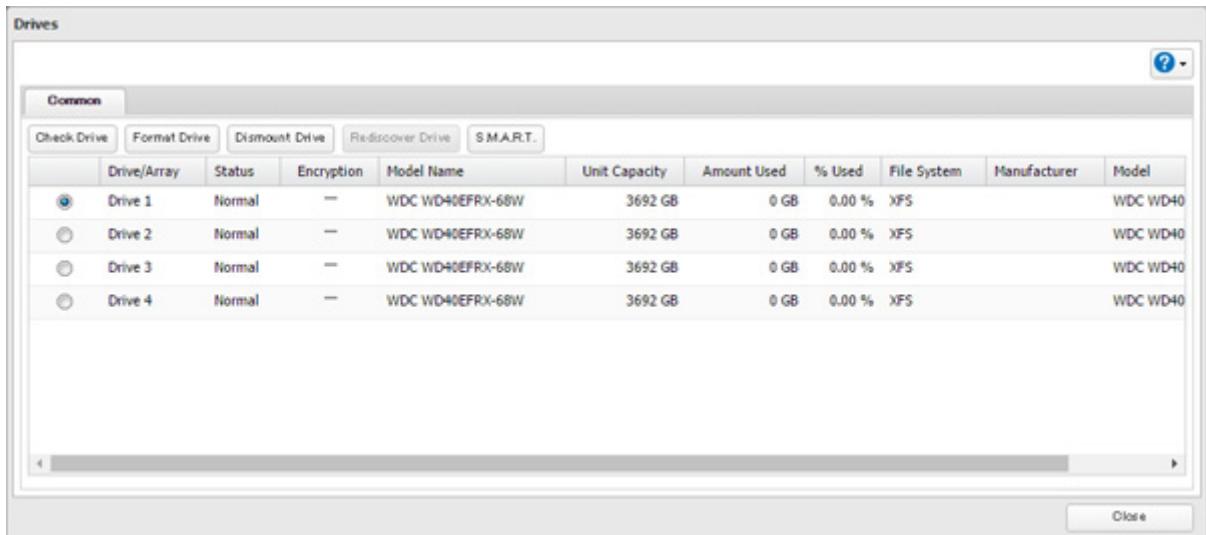 Drives
?
Common
Check Drive Format Drive Dismount Drive Rediscover Drive S.M.A.R.T.
Drive/Array Status Encryption Model Name Unit Capacity Amount Used % Used File System Manufacturer Model
Drive 1 Normal — WDC WD40EFRX-68W 3692 GB 0 GB 0.00 % XFS WDC WD40
Drive 2 Normal — WDC WD40EFRX-68W 3692 GB 0 GB 0.00 % XFS WDC WD40
Drive 3 Normal — WDC WD40EFRX-68W 3692 GB 0 GB 0.00 % XFS WDC WD40
Drive 4 Normal — WDC WD40EFRX-68W 3692 GB 0 GB 0.00 % XFS WDC WD40
Close